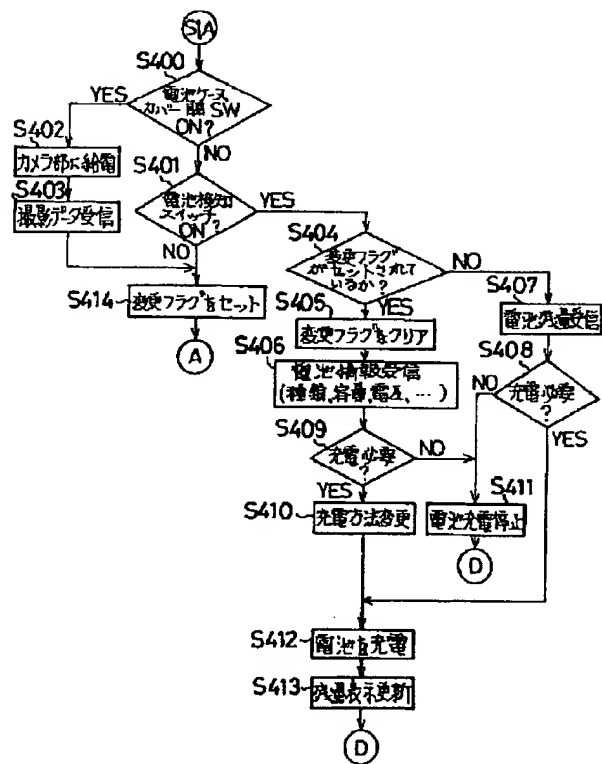 S1A
S400
電池ケース
カバー開SW
ON?
YES
NO
S402
カメラ部に給電
S403
撮影データ受信
S401
電池検知
スイッチ
ON?
YES
NO
S414
変更フラグをセット
A
S404
変更フラグ
がセットされて
いるか?
NO
YES
S405
変更フラグをクリア
S406
電池情報受信
(種類、容量、電圧、…)
S407
電池残量受信
S408
充電必要
?
NO
YES
S409
充電必要
?
NO
YES
S410
充電方法変更
S411
電池充電停止
D
S412
電池を充電
S413
残量表示更新
D